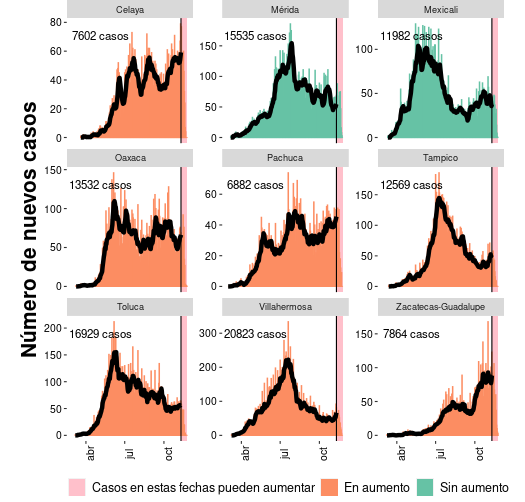 Número de nuevos casos
Celaya
Mérida
Mexicali
80
60
40
20
0
7602 casos
150
100
50
0
15535 casos
100
50
0
11982 casos
Oaxaca
Pachuca
Tampico
150
100
50
0
13532 casos
60
40
20
0
6882 casos
150
100
50
0
12569 casos
Toluca
Villahermosa
Zacatecas-Guadalupe
200
150
100
50
0
16929 casos
300
200
100
0
20823 casos
150
100
50
0
7864 casos
abr jul oct
abr jul oct
abr jul oct
Casos en estas fechas pueden aumentar En aumento Sin aumento